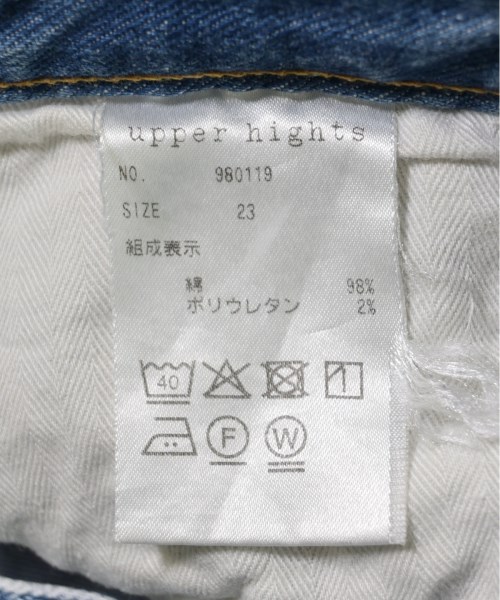 upper hights
NO. 980119
SIZE 23
組成表示
綿 98%
ポリウレタン 2%
40
F W